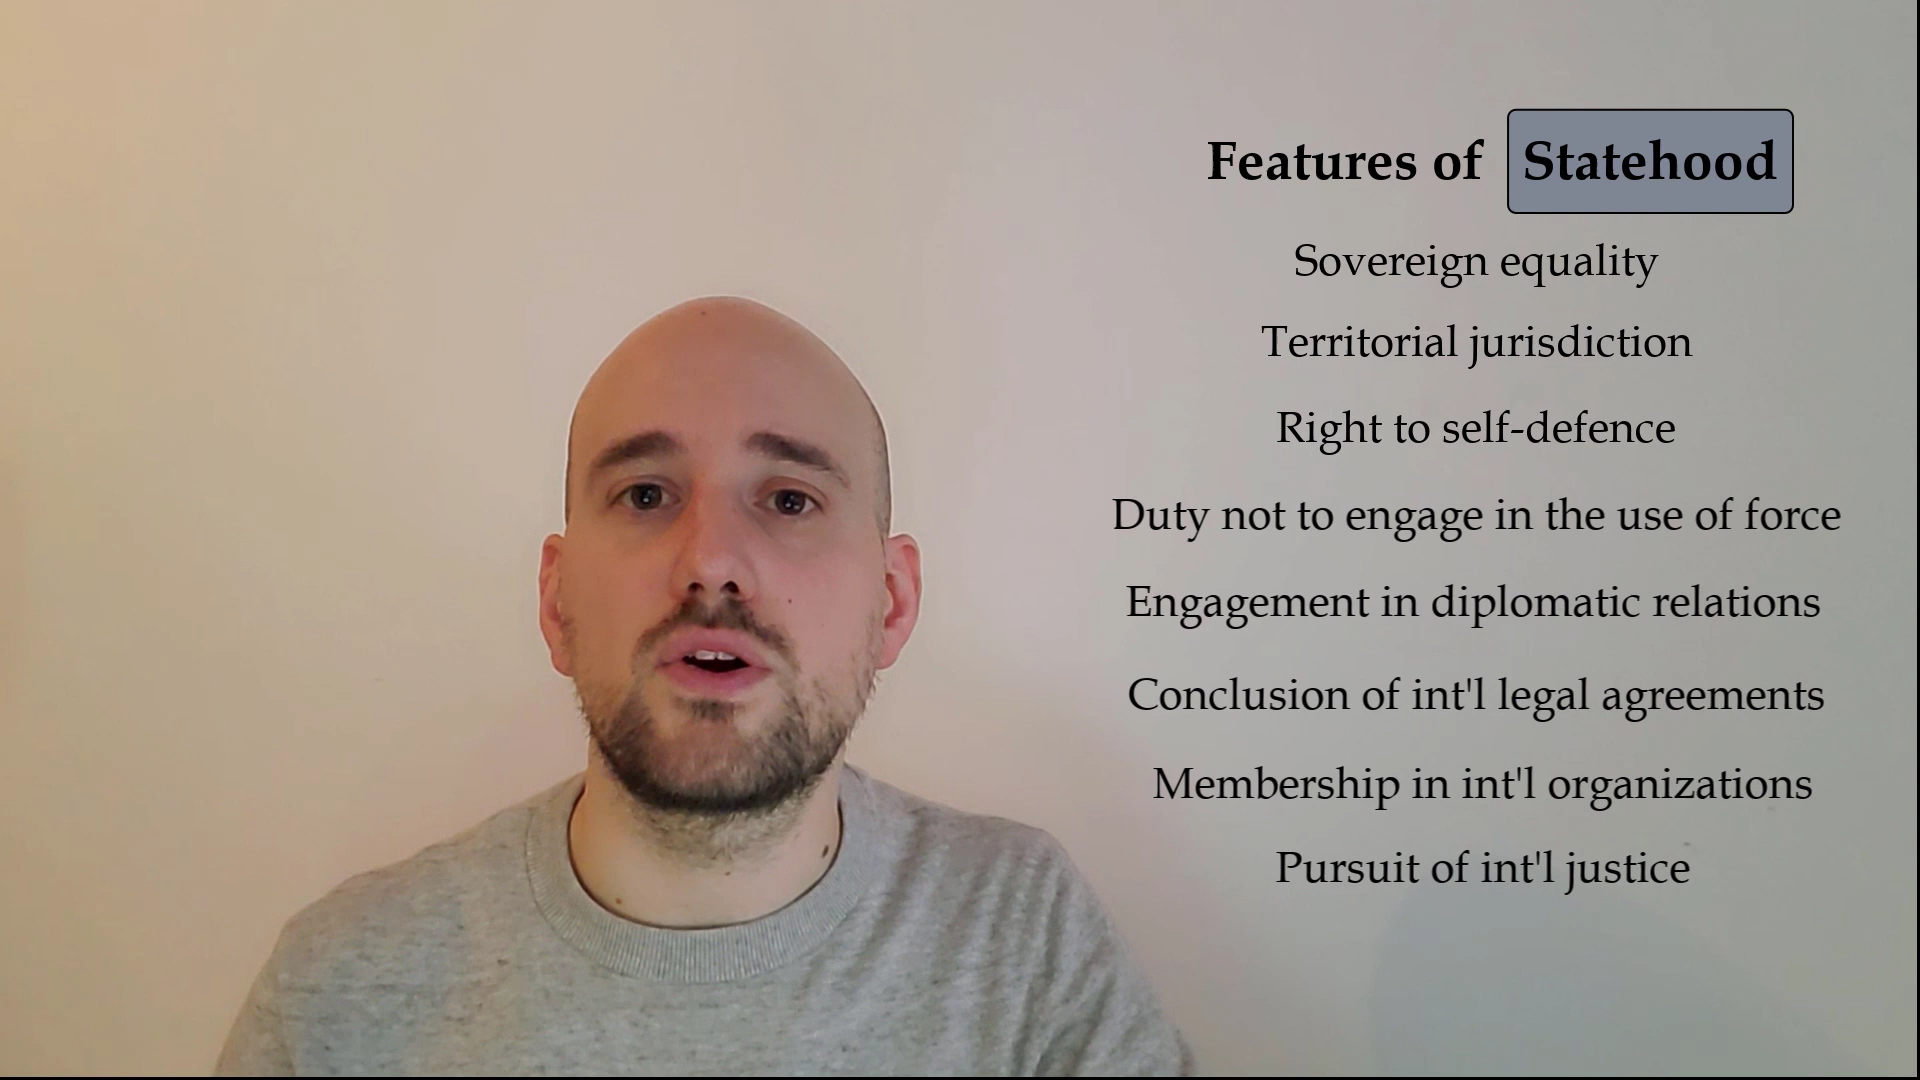 Features of Statehood
Sovereign equality
Territorial jurisdiction
Right to self-defence
Duty not to engage in the use of force
Engagement in diplomatic relations
Conclusion of int'l legal agreements
Membership in int'l organizations
Pursuit of int'l justice